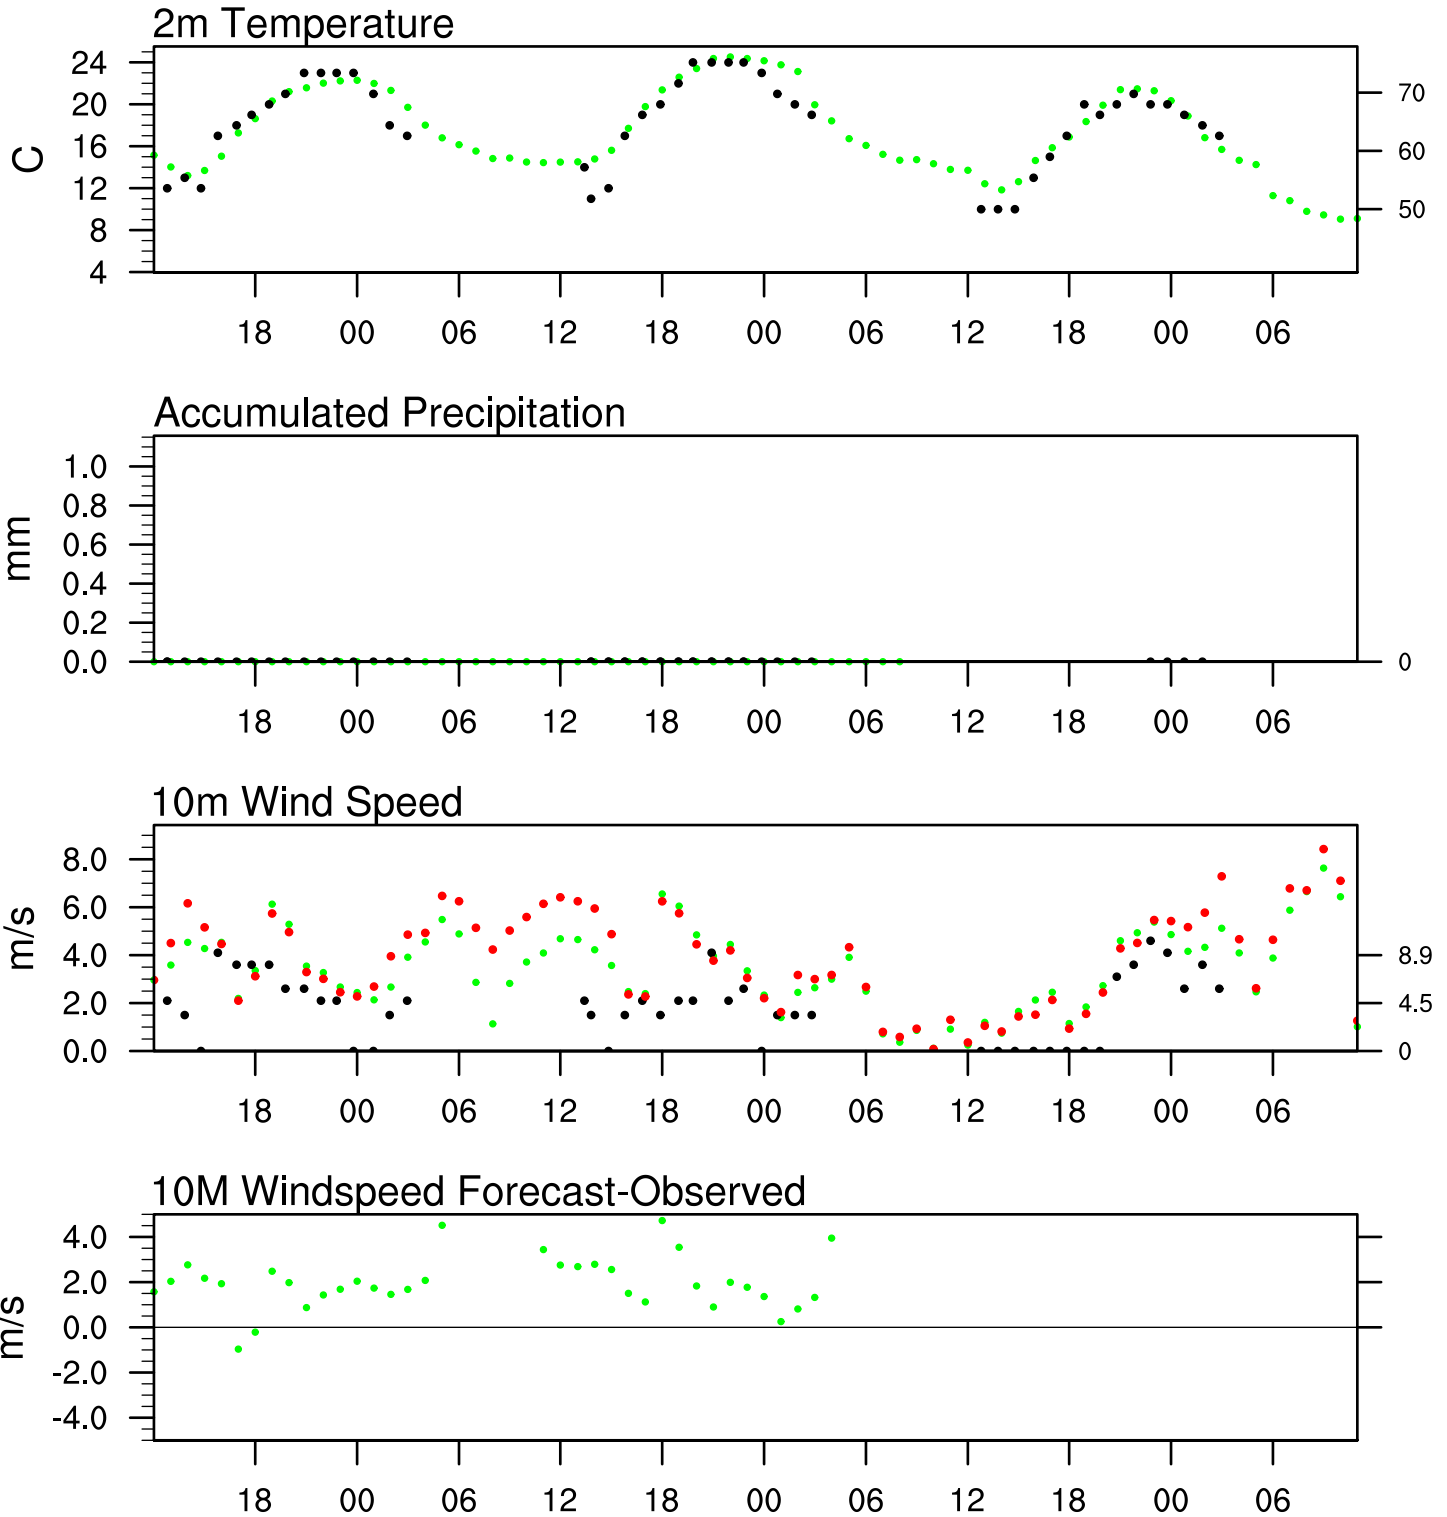 2m Temperature
24
20
16
12
8
4
C
70
60
50
18 00 06 12 18 00 06 12 18 00 06
Accumulated Precipitation
1.0
0.8
0.6
0.4
0.2
0.0
mm
0
18 00 06 12 18 00 06 12 18 00 06
10m Wind Speed
8.0
6.0
4.0
2.0
0.0
m/s
8.9
4.5
0
18 00 06 12 18 00 06 12 18 00 06
10M Windspeed Forecast-Observed
4.0
2.0
0.0
-2.0
-4.0
m/s
18 00 06 12 18 00 06 12 18 00 06